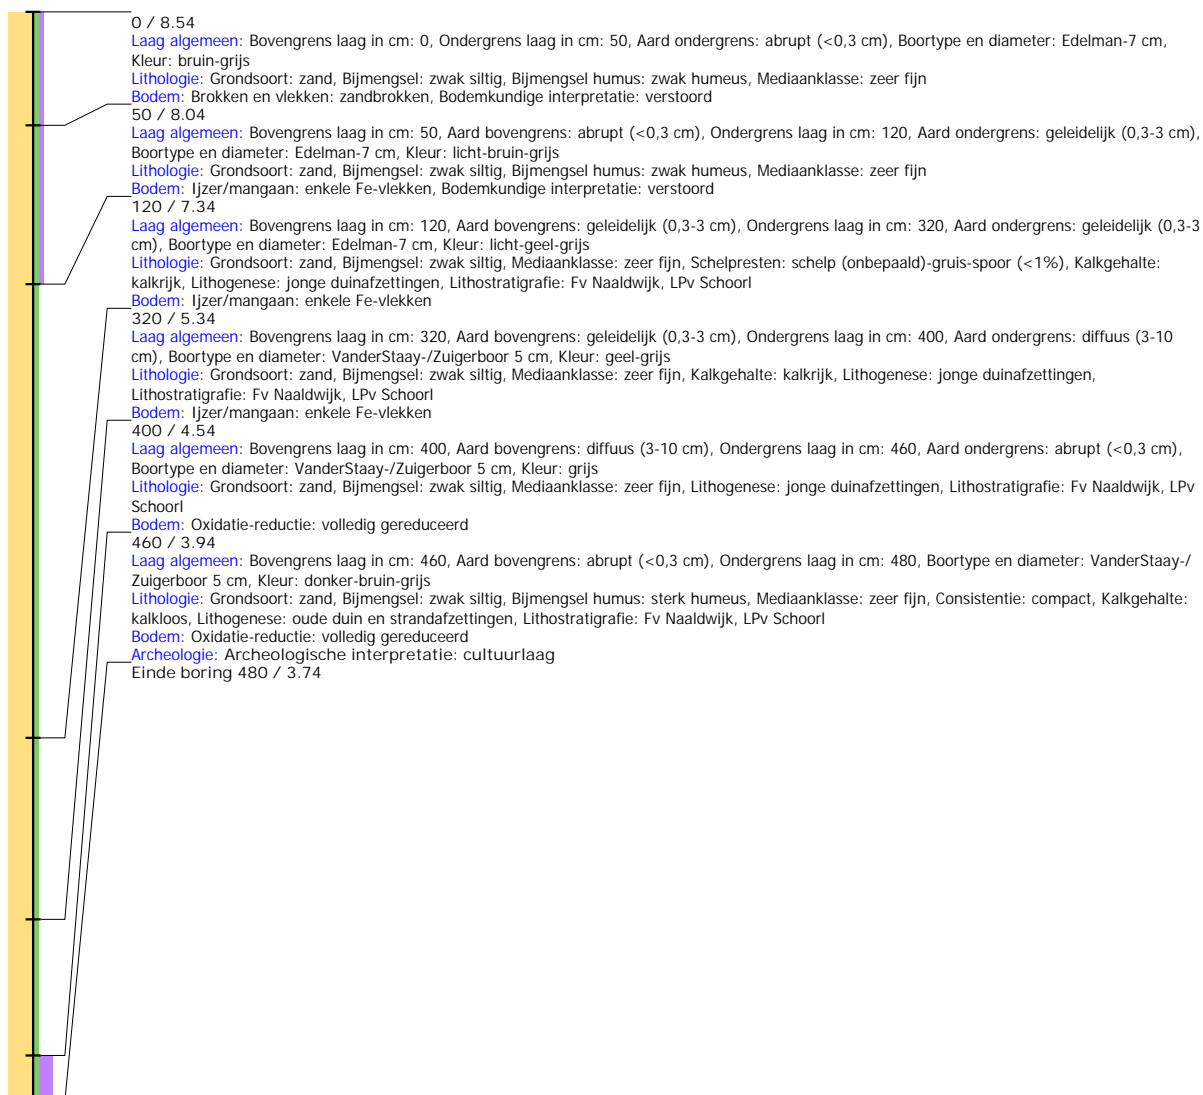 0 / 8.54
Laag algemeen: Bovengrens laag in cm: 0, Ondergrens laag in cm: 50, Aard ondergrens: abrupt (<0,3 cm), Boortype en diameter: Edelman-7 cm,
Kleur: bruin-grijs
Lithologie: Grondsoort: zand, Bijmengsel: zwak siltig, Bijmengsel humus: zwak humeus, Mediaanklasse: zeer fijn
Bodem: Brokken en vlekken: zandbrokken, Bodemkundige interpretatie: verstoord
50 / 8.04
Laag algemeen: Bovengrens laag in cm: 50, Aard bovengrens: abrupt (<0,3 cm), Ondergrens laag in cm: 120, Aard ondergrens: geleidelijk (0,3-3 cm),
Boortype en diameter: Edelman-7 cm, Kleur: licht-bruin-grijs
Lithologie: Grondsoort: zand, Bijmengsel: zwak siltig, Bijmengsel humus: zwak humeus, Mediaanklasse: zeer fijn
Bodem: Ijzer/mangaan: enkele Fe-vlekken, Bodemkundige interpretatie: verstoord
120 / 7.34
Laag algemeen: Bovengrens laag in cm: 120, Aard bovengrens: geleidelijk (0,3-3 cm), Ondergrens laag in cm: 320, Aard ondergrens: geleidelijk (0,3-3
cm), Boortype en diameter: Edelman-7 cm, Kleur: licht-geel-grijs
Lithologie: Grondsoort: zand, Bijmengsel: zwak siltig, Mediaanklasse: zeer fijn, Schelpresten: schelp (onbepaald)-gruis-spoor (<1%), Kalkgehalte:
kalkrijk, Lithogenese: jonge duinafzettingen, Lithostratigrafie: Fv Naaldwijk, LPv Schoorl
Bodem: Ijzer/mangaan: enkele Fe-vlekken
320 / 5.34
Laag algemeen: Bovengrens laag in cm: 320, Aard bovengrens: geleidelijk (0,3-3 cm), Ondergrens laag in cm: 400, Aard ondergrens: diffuus (3-10
cm), Boortype en diameter: VanderStaay-/Zuigerboor 5 cm, Kleur: geel-grijs
Lithologie: Grondsoort: zand, Bijmengsel: zwak siltig, Mediaanklasse: zeer fijn, Kalkgehalte: kalkrijk, Lithogenese: jonge duinafzettingen,
Lithostratigrafie: Fv Naaldwijk, LPv Schoorl
Bodem: Ijzer/mangaan: enkele Fe-vlekken
400 / 4.54
Laag algemeen: Bovengrens laag in cm: 400, Aard bovengrens: diffuus (3-10 cm), Ondergrens laag in cm: 460, Aard ondergrens: abrupt (<0,3 cm),
Boortype en diameter: VanderStaay-/Zuigerboor 5 cm, Kleur: grijs
Lithologie: Grondsoort: zand, Bijmengsel: zwak siltig, Mediaanklasse: zeer fijn, Lithogenese: jonge duinafzettingen, Lithostratigrafie: Fv Naaldwijk, LPv
Schoorl
Bodem: Oxidatie-reductie: volledig gereduceerd
460 / 3.94
Laag algemeen: Bovengrens laag in cm: 460, Aard bovengrens: abrupt (<0,3 cm), Ondergrens laag in cm: 480, Boortype en diameter: VanderStaay-/
Zuigerboor 5 cm, Kleur: donker-bruin-grijs
Lithologie: Grondsoort: zand, Bijmengsel: zwak siltig, Bijmengsel humus: sterk humeus, Mediaanklasse: zeer fijn, Consistentie: compact, Kalkgehalte:
kalkloos, Lithogenese: oude duin en strandafzettingen, Lithostratigrafie: Fv Naaldwijk, LPv Schoorl
Bodem: Oxidatie-reductie: volledig gereduceerd
Archeologie: Archeologische interpretatie: cultuurlaag
Einde boring 480 / 3.74